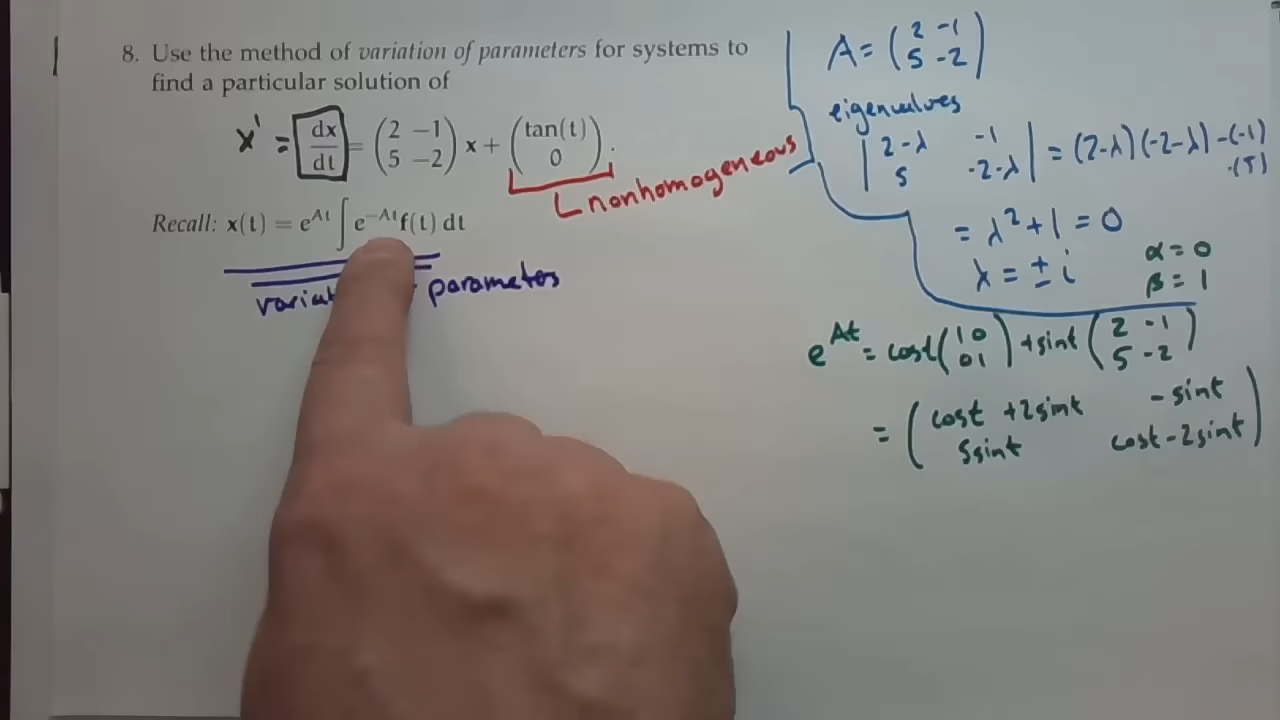 8. Use the method of variation of parameters for systems to
find a particular solution of
x' = dx/dt = (2 -1; 5 -2) x + (tan(t); 0).
nonhomogeneous
Recall: x(t) = e^{At} ∫ e^{-At} f(t) dt
parameters
A = (2 -1; 5 -2)
eigenvalues
|2-λ -1; 5 -2-λ| = (2-λ)(-2-λ) -(-1)·(5)
= λ² + 1 = 0
λ = ± i
α = 0
β = 1
e^{At} = cost (1 0; 0 1) + sint (2 -1; 5 -2)
= (cost + 2sint -sint; 5sint cost - 2sint)